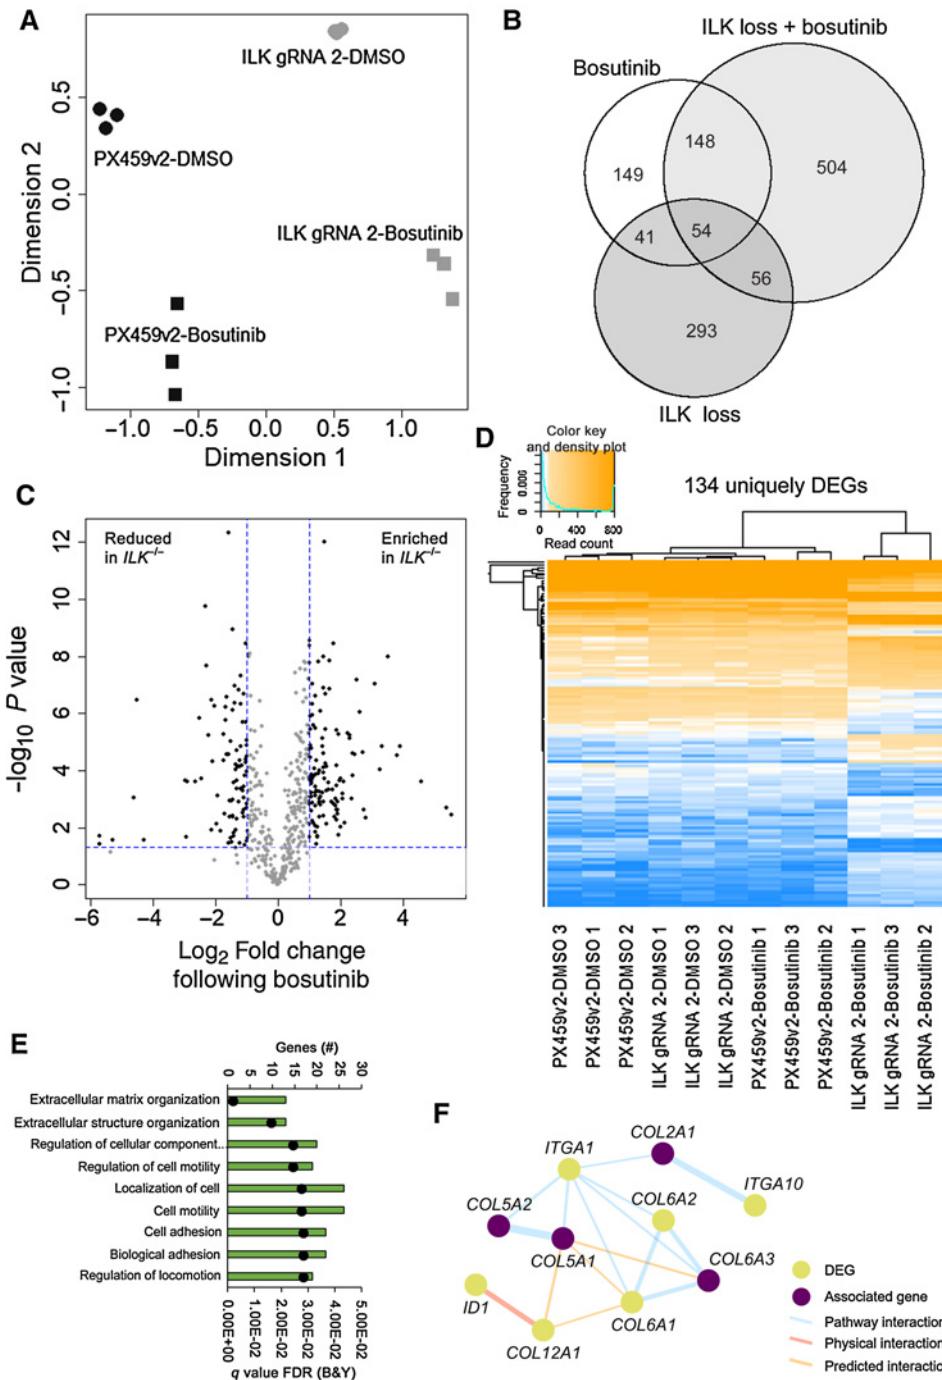 A
ILK gRNA 2-DMSO
PX459v2-DMSO
ILK gRNA 2-Bosutinib
PX459v2-Bosutinib
Dimension 2
0.5
0.0
−0.5
−1.0
−1.0 −0.5 0.0 0.5 1.0
Dimension 1
B
ILK loss + bosutinib
Bosutinib
148
149
504
41
54
56
293
ILK loss
C
Reduced
in ILK−/−
Enriched
in ILK−/−
-log10 P value
12
10
8
6
4
2
0
−6 −4 −2 0 2 4 6
Log2 Fold change
following bosutinib
D
Color key
and density plot
Frequency
0.006
0
0 400 800
Read count
134 uniquely DEGs
PX459v2-DMSO 3
PX459v2-DMSO 1
PX459v2-DMSO 2
ILK gRNA 2-DMSO 1
ILK gRNA 2-DMSO 3
ILK gRNA 2-DMSO 2
PX459v2-Bosutinib 1
PX459v2-Bosutinib 3
PX459v2-Bosutinib 2
ILK gRNA 2-Bosutinib 1
ILK gRNA 2-Bosutinib 3
ILK gRNA 2-Bosutinib 2
E
Genes (#)
0 10 20 30
Extracellular matrix organization
Extracellular structure organization
Regulation of cellular component..
Regulation of cell motility
Localization of cell
Cell motility
Cell adhesion
Biological adhesion
Regulation of locomotion
0.00E+00
1.00E-02
2.00E-02
3.00E-02
4.00E-02
5.00E-02
q value FDR (B&Y)
F
COL2A1
ITGA1
ITGA10
COL6A2
COL5A2
COL5A1
COL6A3
ID1
COL6A1
COL12A1
DEG
Associated gene
Pathway interaction
Physical interaction
Predicted interaction